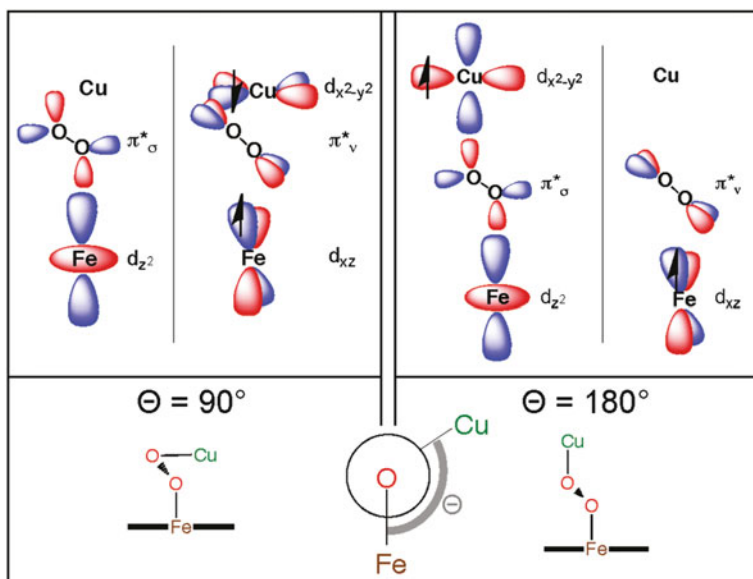 Cu
O
O
π*σ
Fe
dz²
Cu
dx²-y²
O
O
π*ν
Fe
dxz
Cu
dx²-y²
O
O
π*σ
Fe
dz²
Cu
O
O
π*ν
Fe
dxz
Θ = 90°
O Cu
O
Fe
Cu
O
Θ
Fe
Θ = 180°
Cu
O
O
Fe